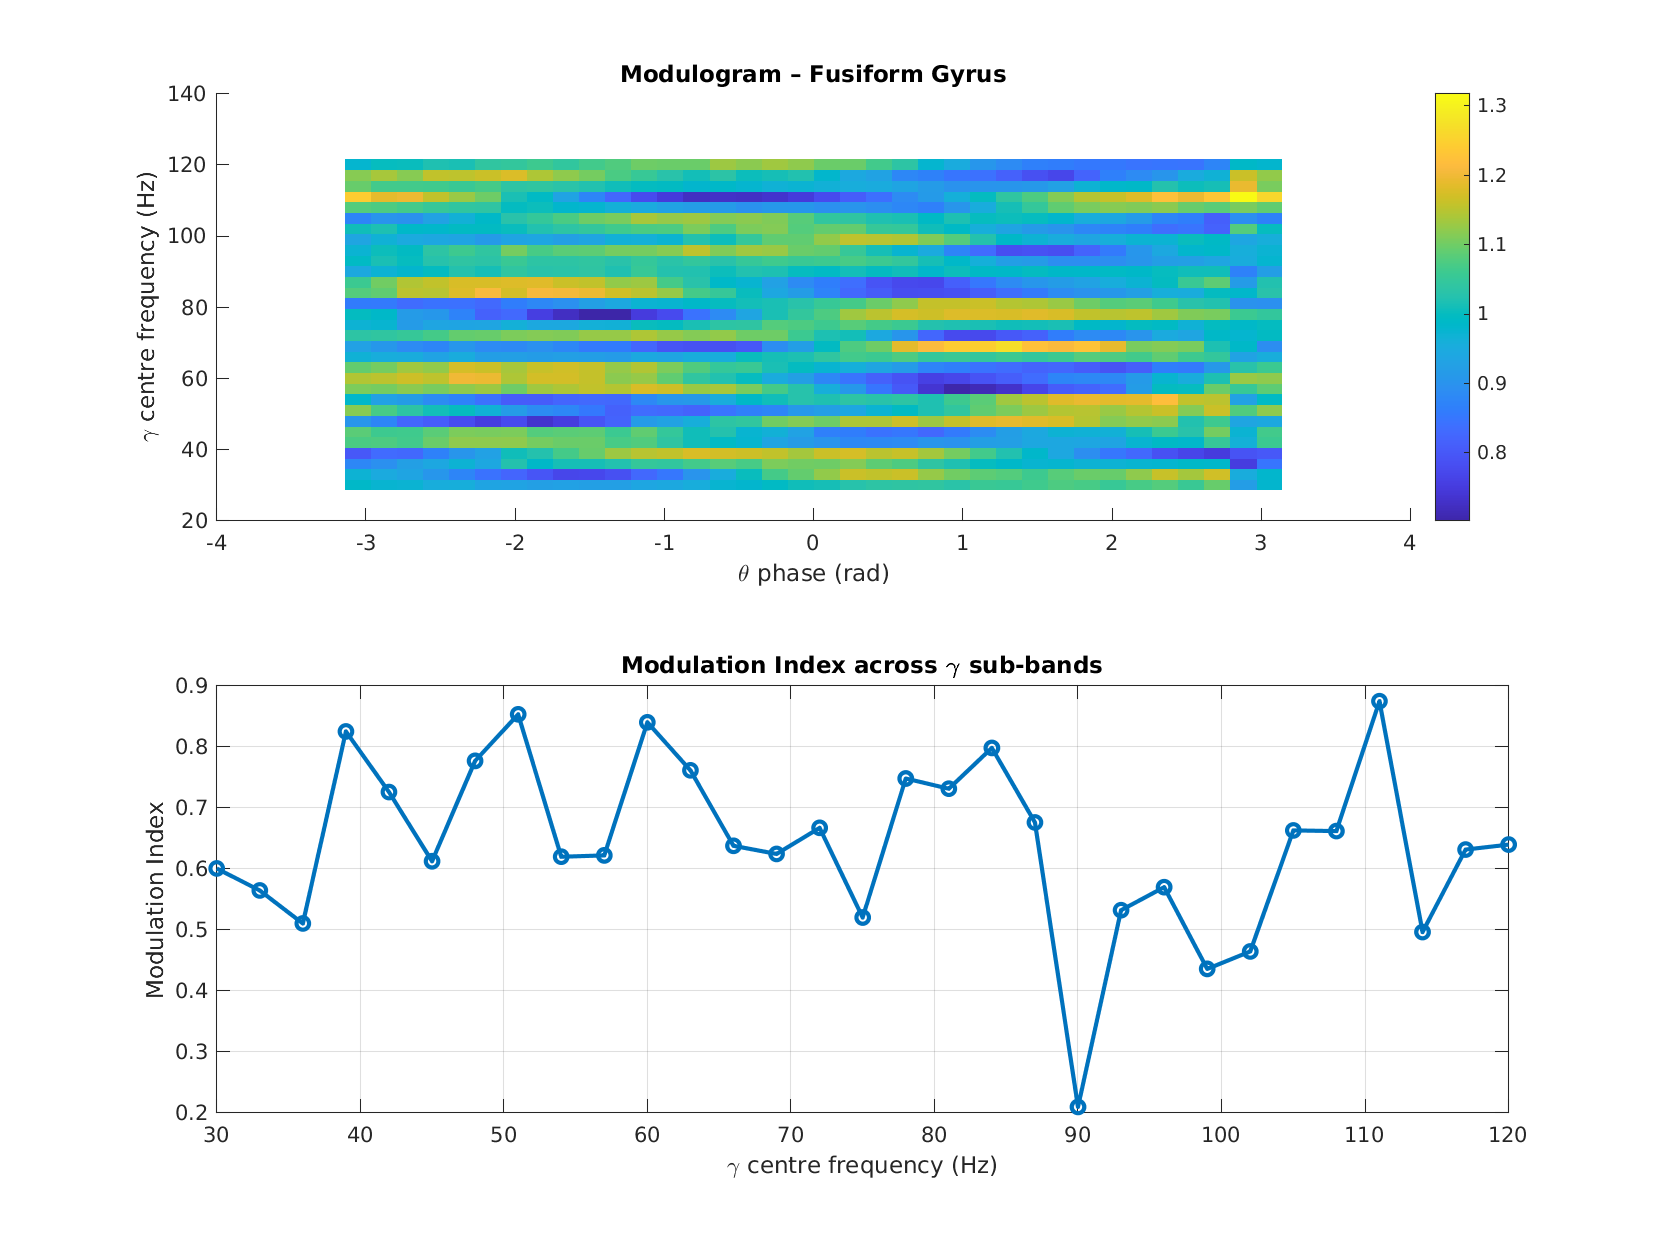 Modulogram – Fusiform Gyrus
140
120
100
80
60
40
20
γ centre frequency (Hz)
-4 -3 -2 -1 0 1 2 3 4
θ phase (rad)
1.3
1.2
1.1
1
0.9
0.8
Modulation Index across γ sub-bands
0.9
0.8
0.7
0.6
0.5
0.4
0.3
0.2
Modulation Index
30 40 50 60 70 80 90 100 110 120
γ centre frequency (Hz)